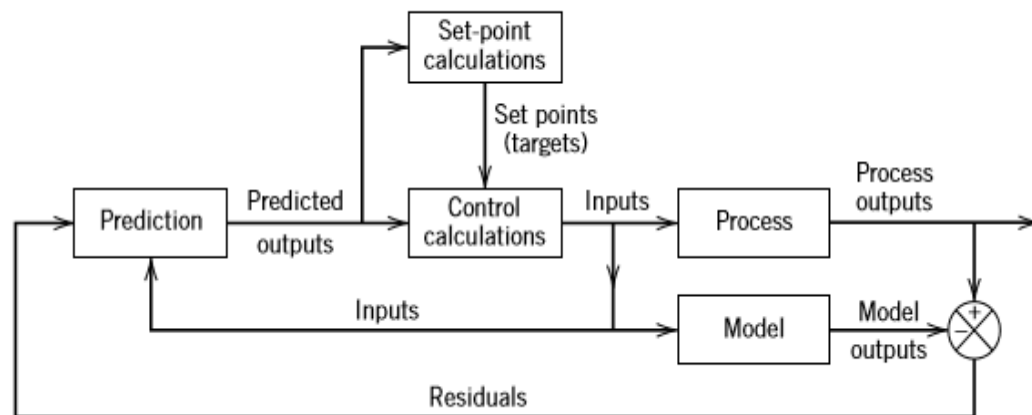 Set-point
calculations
Set points
(targets)
Prediction
Predicted
outputs
Control
calculations
Inputs
Process
Process
outputs
+
−
Inputs
Model
Model
outputs
Residuals